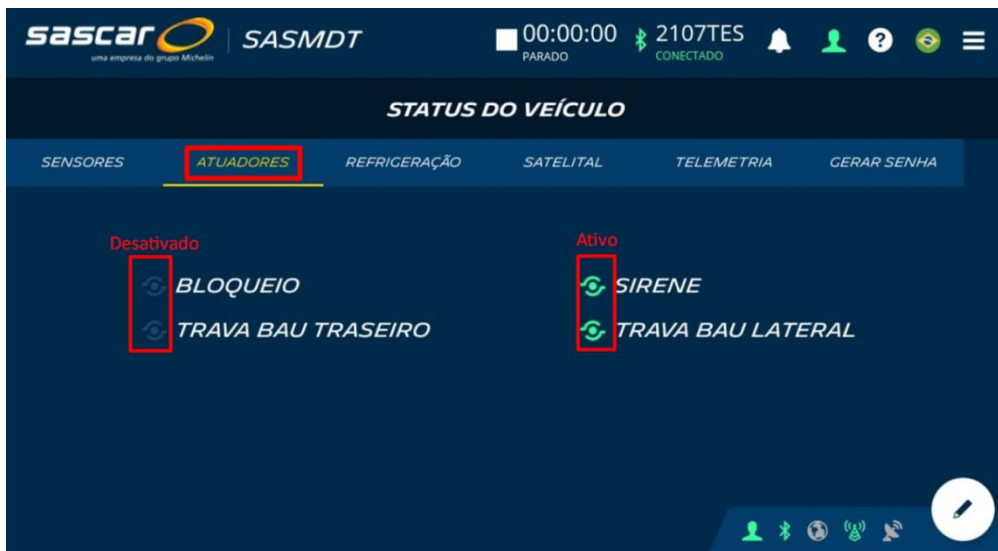 sascar
uma empresa do grupo Michelin
SASMDT
00:00:00
PARADO
2107TES
CONECTADO
?
STATUS DO VEÍCULO
SENSORES ATUADORES REFRIGERAÇÃO SATELITAL TELEMETRIA GERAR SENHA
Desativado
Ativo
BLOQUEIO
SIRENE
TRAVA BAU TRASEIRO
TRAVA BAU LATERAL